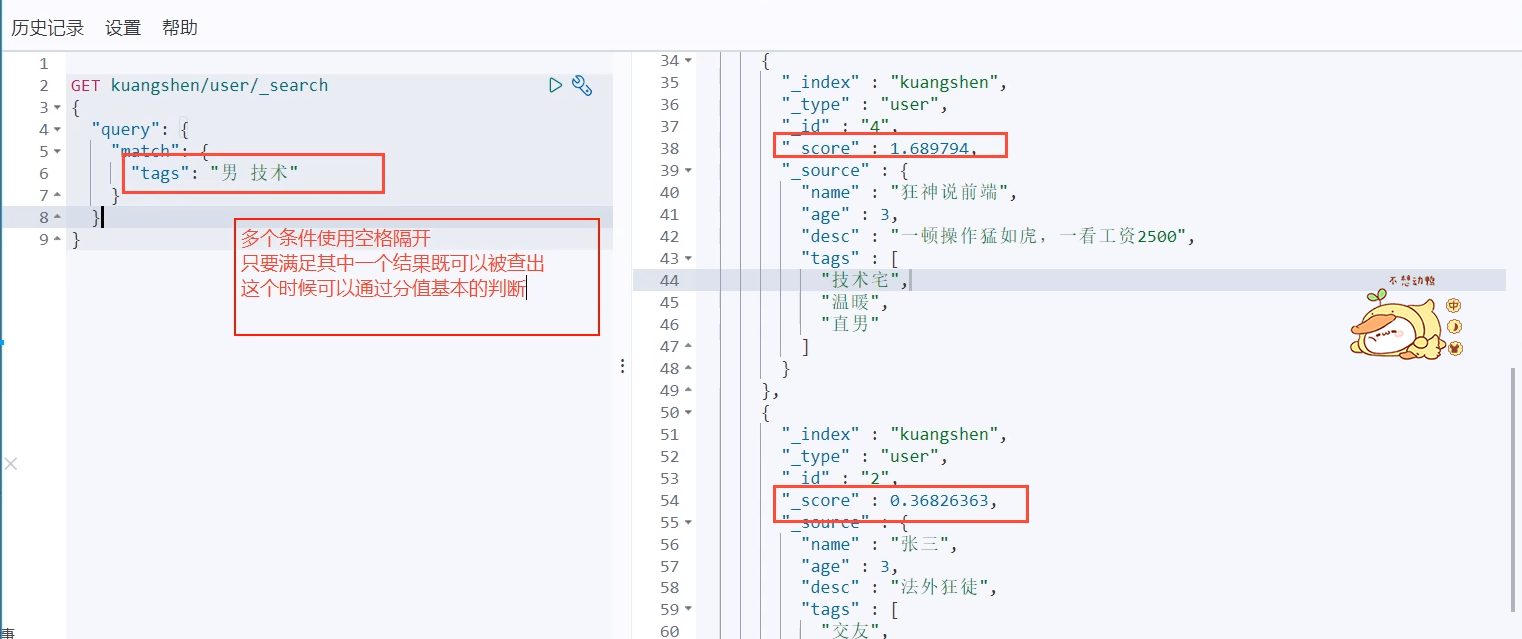 历史记录 设置 帮助
1
2 GET kuangshen/user/_search
3 {
4 "query": {
5 "match": {
6 "tags": "男 技术"
7 }
8 }
9 }
多个条件使用空格隔开
只要满足其中一个结果既可以被查出
这个时候可以通过分值基本的判断
34 {
35 "_index" : "kuangshen",
36 "_type" : "user",
37 "_id" : "4",
38 "_score" : 1.689794,
39 "_source" : {
40 "name" : "狂神说前端",
41 "age" : 3,
42 "desc" : "一顿操作猛如虎，一看工资2500",
43 "tags" : [
44 "技术宅",
45 "温暖",
46 "直男"
47 ]
48 }
49 },
50 {
51 "_index" : "kuangshen",
52 "_type" : "user",
53 "_id" : "2",
54 "_score" : 0.36826363,
55 "_source" : {
56 "name" : "张三",
57 "age" : 3,
58 "desc" : "法外狂徒",
59 "tags" : [
60 "交友",
不想动鸭
中